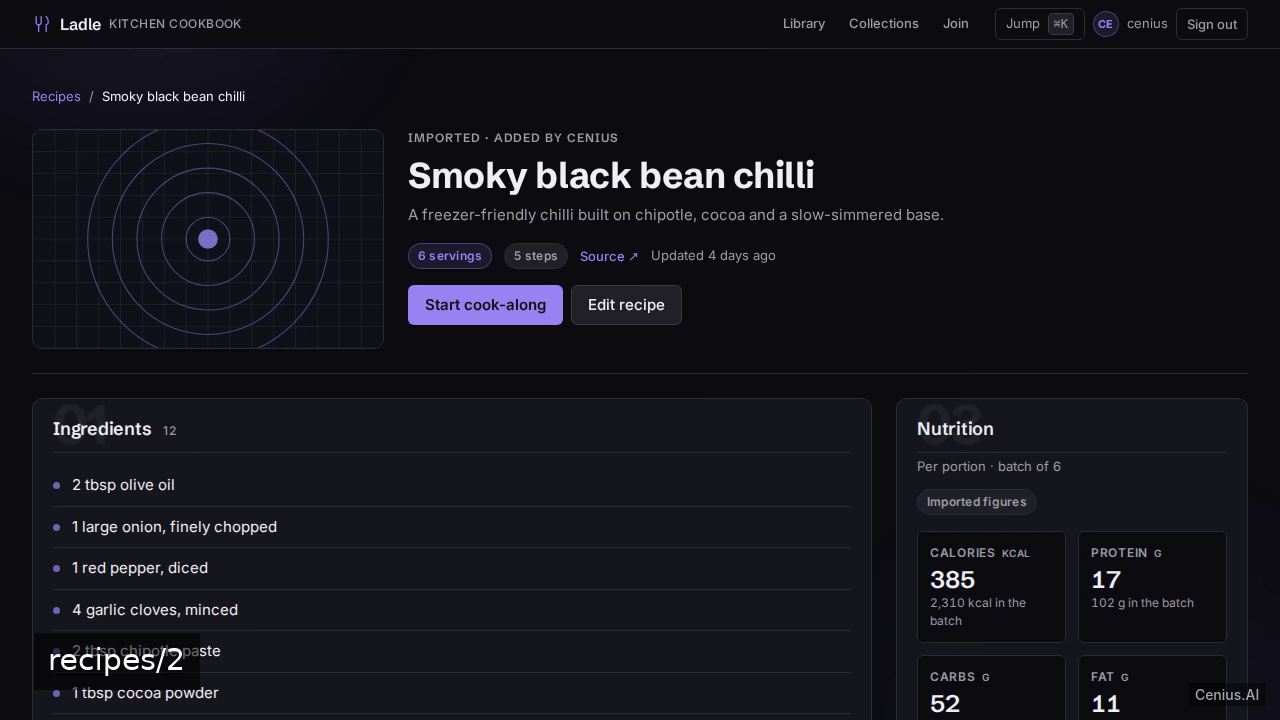 Ladle KITCHEN COOKBOOK
Library Collections Join Jump ⌘K CE cenius Sign out
Recipes / Smoky black bean chilli
IMPORTED · ADDED BY CENIUS
Smoky black bean chilli
A freezer-friendly chilli built on chipotle, cocoa and a slow-simmered base.
6 servings 5 steps Source ↗ Updated 4 days ago
Start cook-along Edit recipe
01
Ingredients 12
2 tbsp olive oil
1 large onion, finely chopped
1 red pepper, diced
4 garlic cloves, minced
2 tbsp chipotle paste
1 tbsp cocoa powder
recipes/2
Nutrition
Per portion · batch of 6
Imported figures
CALORIES KCAL
385
2,310 kcal in the
batch
PROTEIN G
17
102 g in the batch
CARBS G
52
FAT G
11
Cenius.AI